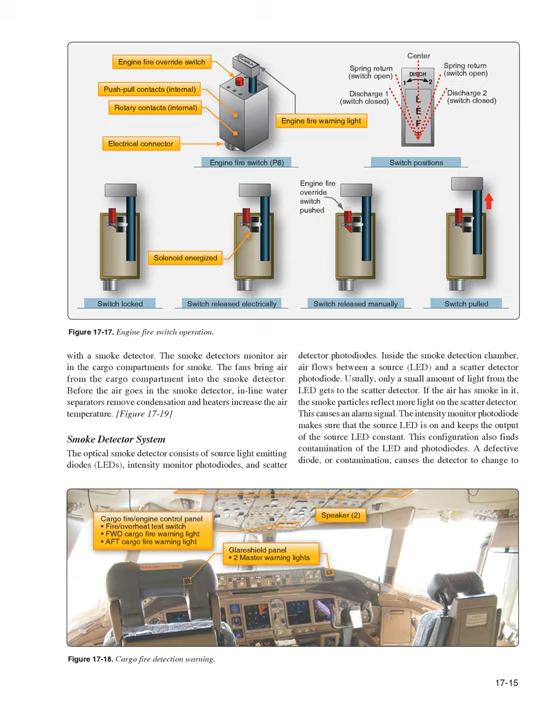 Center
Engine fire override switch
Spring return
(switch open)
Spring return
(switch open)
DISCH
1
2
Push-pull contacts (internal)
Discharge 1
(switch closed)
Discharge 2
(switch closed)
Rotary contacts (internal)
L
E
F
Engine fire warning light
Electrical connector
Engine fire switch (P8)
Switch positions
Engine fire
override
switch
pushed
Solenoid energized
Switch locked
Switch released electrically
Switch released manually
Switch pulled
Figure 17-17. Engine fire switch operation.
with a smoke detector. The smoke detectors monitor air
in the cargo compartments for smoke. The fans bring air
from the cargo compartment into the smoke detector.
Before the air goes in the smoke detector, in-line water
separators remove condensation and heaters increase the air
temperature. [Figure 17-19]
Smoke Detector System
The optical smoke detector consists of source light emitting
diodes (LEDs), intensity monitor photodiodes, and scatter
detector photodiodes. Inside the smoke detection chamber,
air flows between a source (LED) and a scatter detector
photodiode. Usually, only a small amount of light from the
LED gets to the scatter detector. If the air has smoke in it,
the smoke particles reflect more light on the scatter detector.
This causes an alarm signal. The intensity monitor photodiode
makes sure that the source LED is on and keeps the output
of the source LED constant. This configuration also finds
contamination of the LED and photodiodes. A defective
diode, or contamination, causes the detector to change to
Cargo fire/engine control panel
• Fire/overheat test switch
• FWD cargo fire warning light
• AFT cargo fire warning light
Speaker (2)
Glareshield panel
• 2 Master warning lights
Figure 17-18. Cargo fire detection warning.
17-15